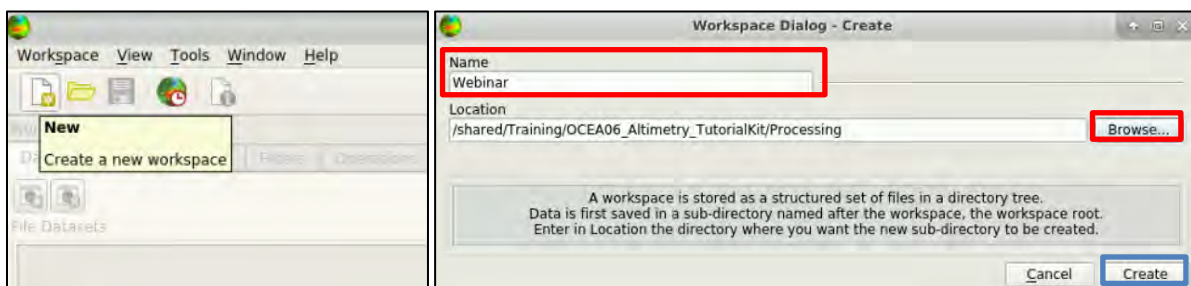 Workspace View Tools Window Help
New
Create a new workspace
File Datasets
Workspace Dialog - Create
Name
Webinar
Location
/shared/Training/OCEA06_Altimetry_TutorialKit/Processing
Browse...
A workspace is stored as a structured set of files in a directory tree.
Data is first saved in a sub-directory named after the workspace, the workspace root.
Enter in Location the directory where you want the new sub-directory to be created.
Cancel Create